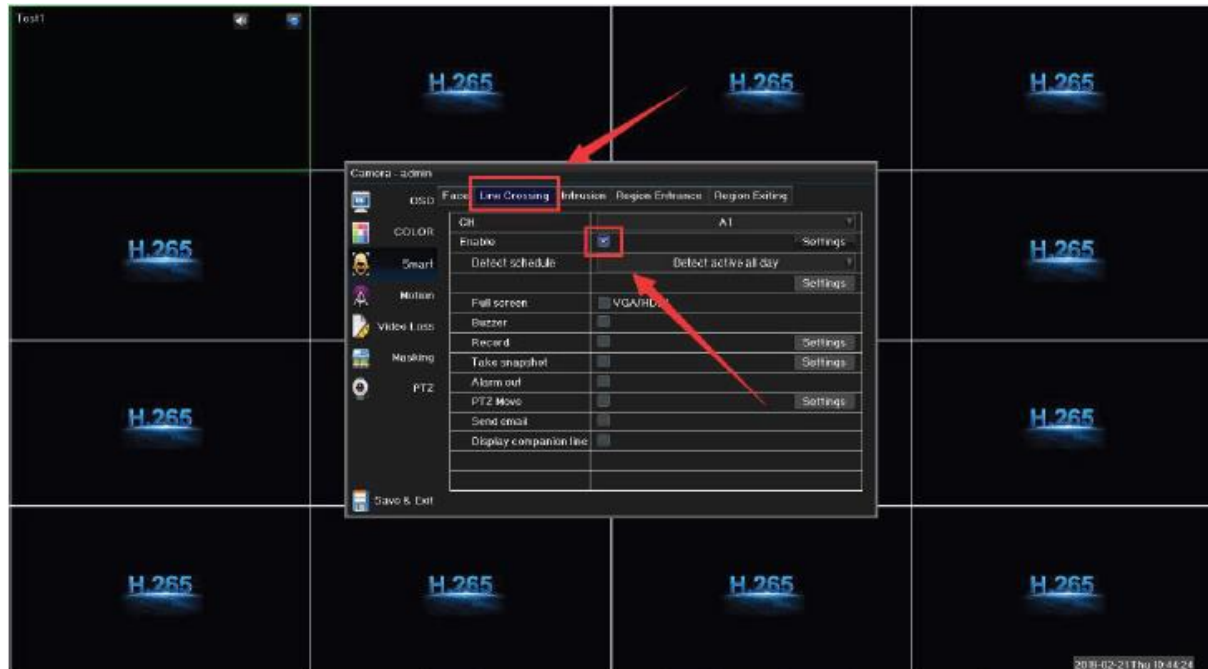 Test1
H.265
H.265
H.265
Camera - admin
OSD
Face
Line Crossing
Intrusion
Region Entrance
Region Exiting
CH
A1
COLOR
Enable
Settings
H.265
Smart
Detect schedule
Detect active all day
H.265
Settings
Motion
Full screen
Video Loss
Buzzer
Record
Settings
Masking
Take snapshot
Settings
PTZ
Alarm out
PTZ Move
Settings
H.265
Send email
H.265
Display companion line
Save & Exit
H.265
H.265
H.265
H.265